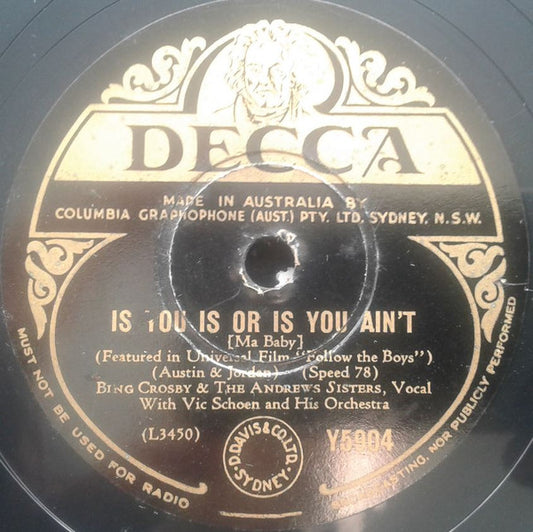 DECCA
MADE IN AUSTRALIA BY
COLUMBIA GRAPHOPHONE (AUST.) PTY. LTD. SYDNEY. N.S.W.
IS YOU IS OR IS YOU AIN'T
[Ma Baby]
(Featured in Universal Film "Follow the Boys")
(Austin & Jordan) (Speed 78)
BING CROSBY & THE ANDREWS SISTERS, Vocal
With Vic Schoen and His Orchestra
(L3450)
D. DAVIS & CO. LTD.
SYDNEY.
Y5904
MUST NOT BE USED FOR RADIO
BROADCASTING, NOR PUBLICLY PERFORMED